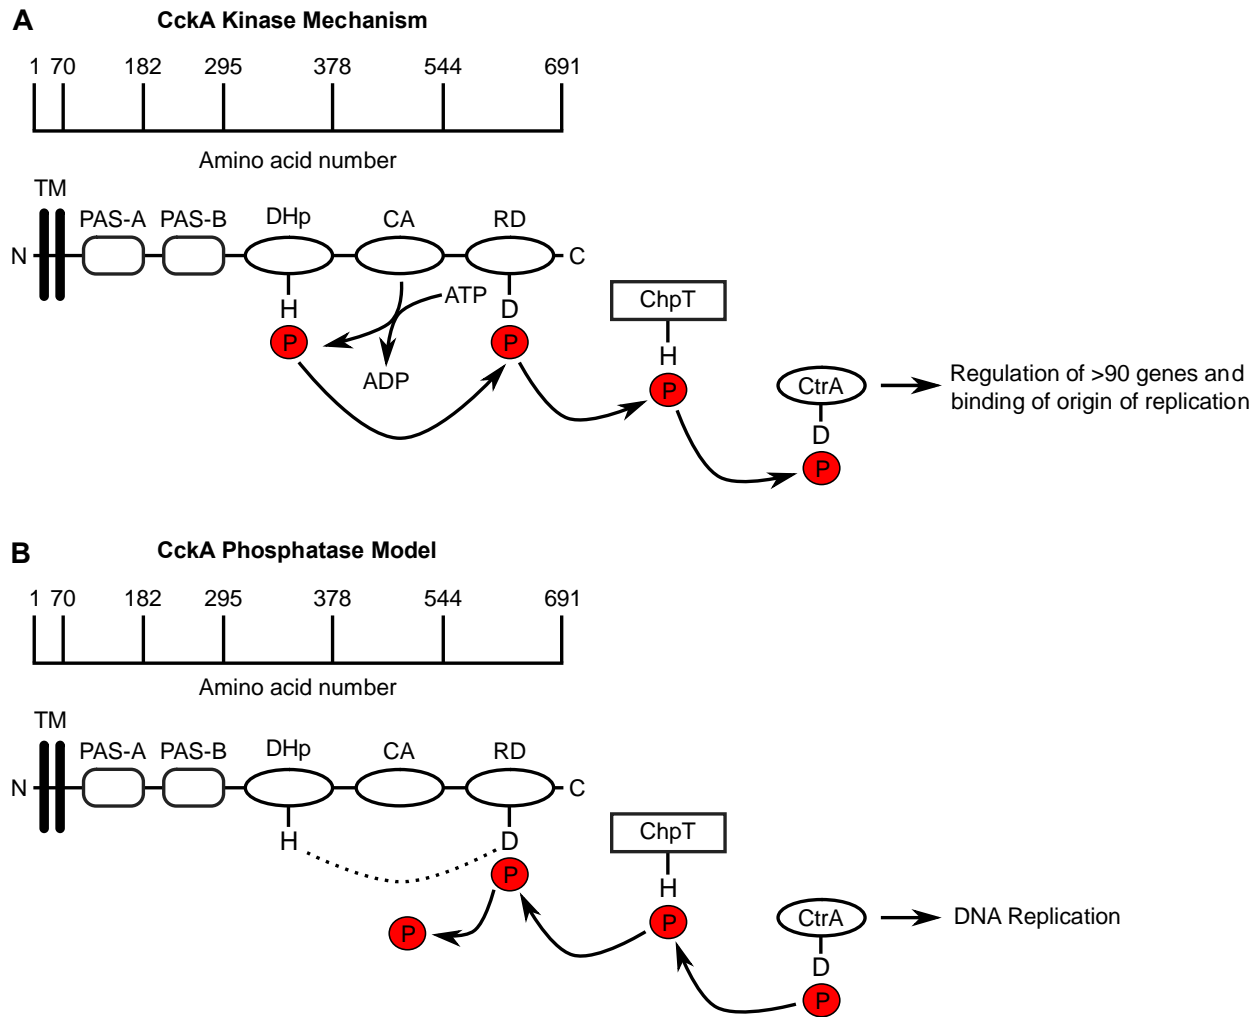 A
CckA Kinase Mechanism
1 70 182 295 378 544 691
Amino acid number
TM
PAS-A PAS-B DHp CA RD
N C
H ATP D
P P
ADP
ChpT
H
P
CtrA
D
P
Regulation of >90 genes and
binding of origin of replication
B
CckA Phosphatase Model
1 70 182 295 378 544 691
Amino acid number
TM
PAS-A PAS-B DHp CA RD
N C
H D
P
P
ChpT
H
P
CtrA
D
P
DNA Replication